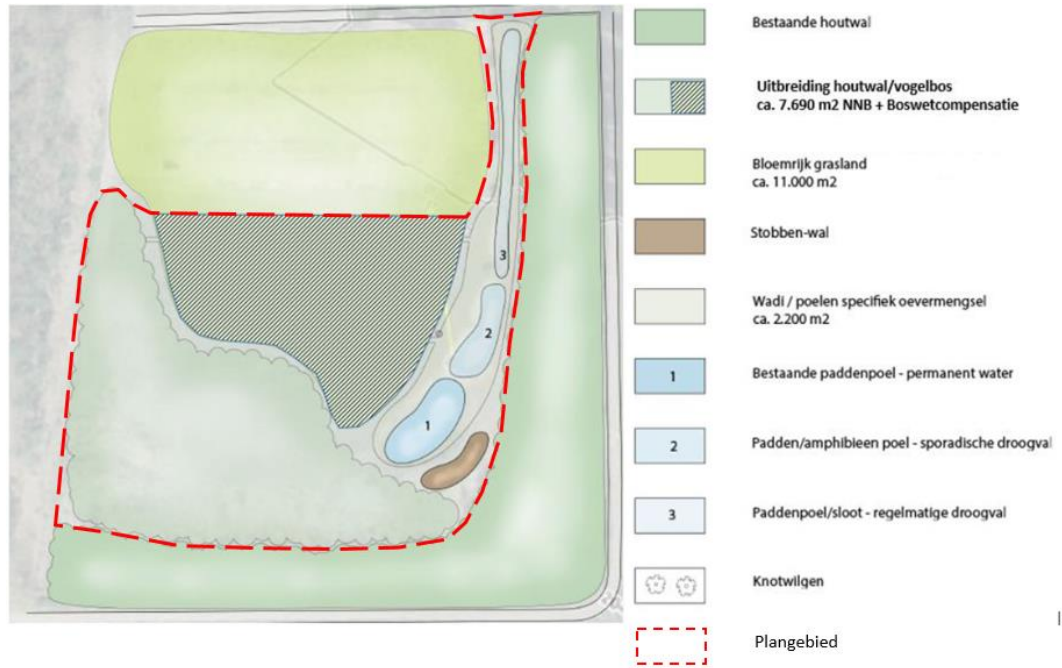 Bestaande houtwal
Uitbreiding houtwal/vogelbos
ca. 7.690 m2 NNB + Boswetcompensatie
Bloemrijk grasland
ca. 11.000 m2
Stobben-wal
Wadi / poelen specifiek oevermengsel
ca. 2.200 m2
1 Bestaande paddenpoel - permanent water
2 Padden/amphibieen poel - sporadische droogval
3 Paddenpoel/sloot - regelmatige droogval
Knotwilgen
Plangebied
3
2
1